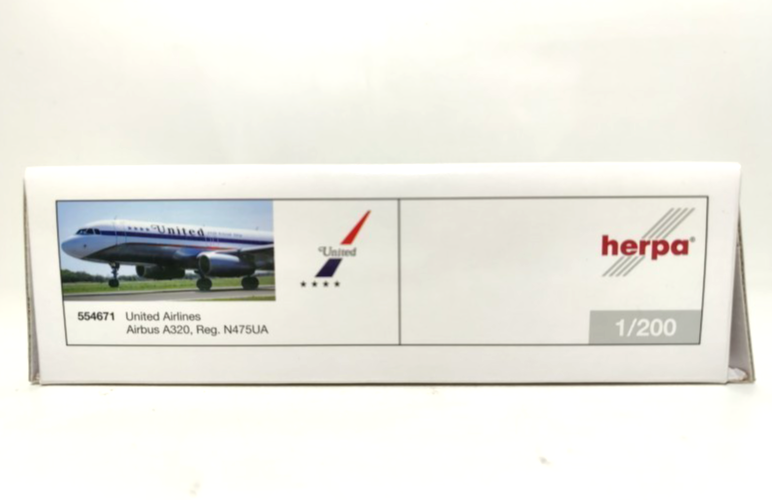 United
554671 United Airlines
Airbus A320, Reg. N475UA
United
herpa®
1/200